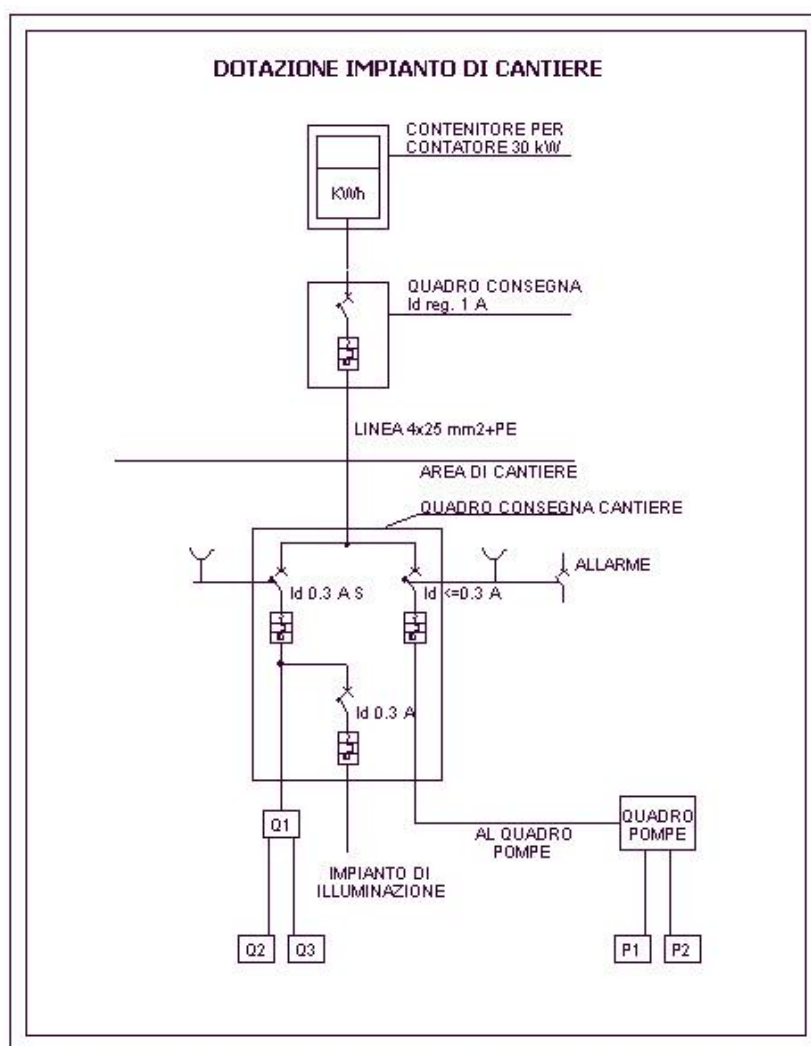 DOTAZIONE IMPIANTO DI CANTIERE
CONTENITORE PER
CONTATORE 30 kW
KWh
QUADRO CONSEGNA
Id reg. 1 A
LINEA 4x25 mm2+PE
AREA DI CANTIERE
QUADRO CONSEGNA CANTIERE
ALLARME
Id 0.3 A S
Id <=0.3 A
Id 0.3 A
Q1
AL QUADRO
POMPE
QUADRO
POMPE
IMPIANTO DI
ILLUMINAZIONE
Q2
Q3
P1
P2